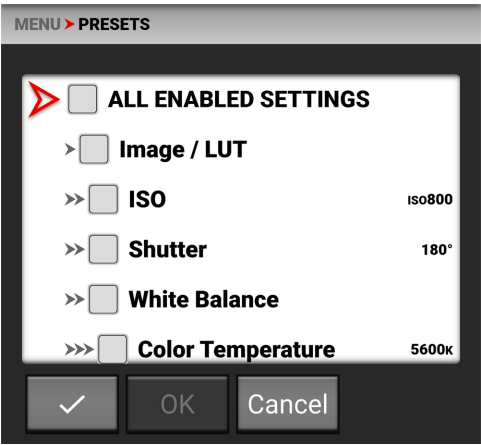 MENU > PRESETS
ALL ENABLED SETTINGS
Image / LUT
ISO ISO800
Shutter 180°
White Balance
Color Temperature 5600K
OK Cancel